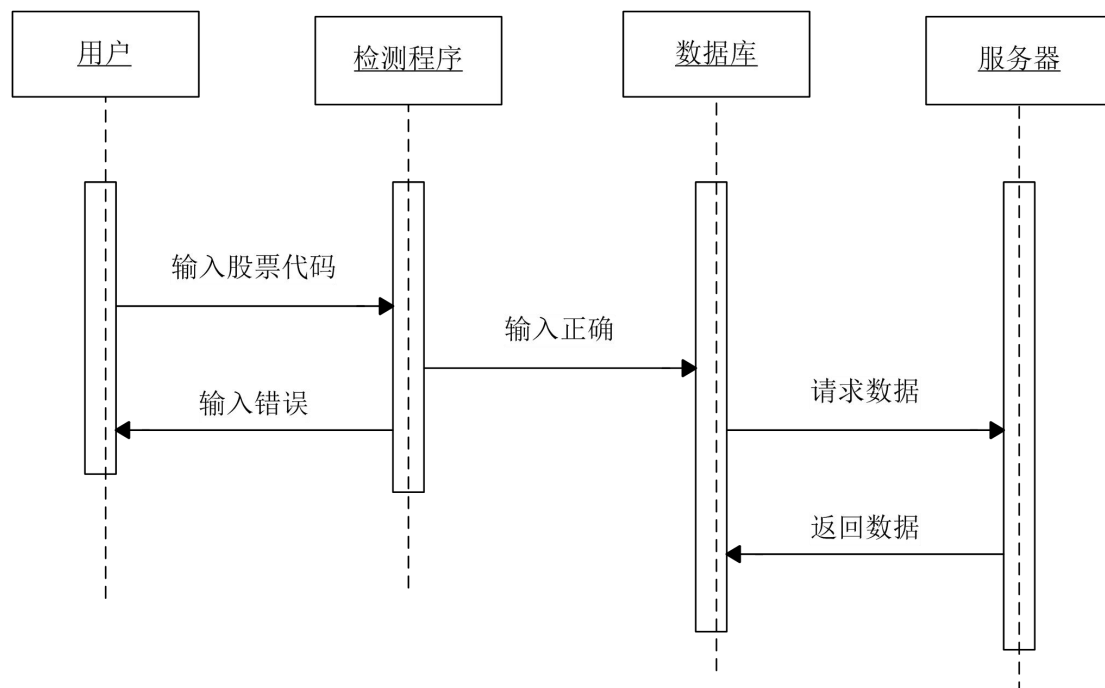 用户
检测程序
数据库
服务器
输入股票代码
输入正确
输入错误
请求数据
返回数据